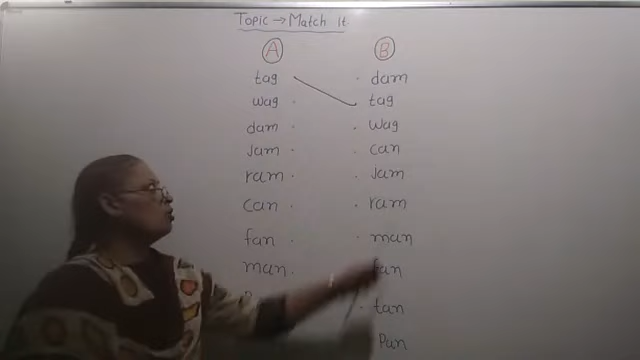 Topic → Match it
A B
tag dam
wag tag
dam wag
Jam can
ram Jam
can ram
fan man
man fan
tan
Pan